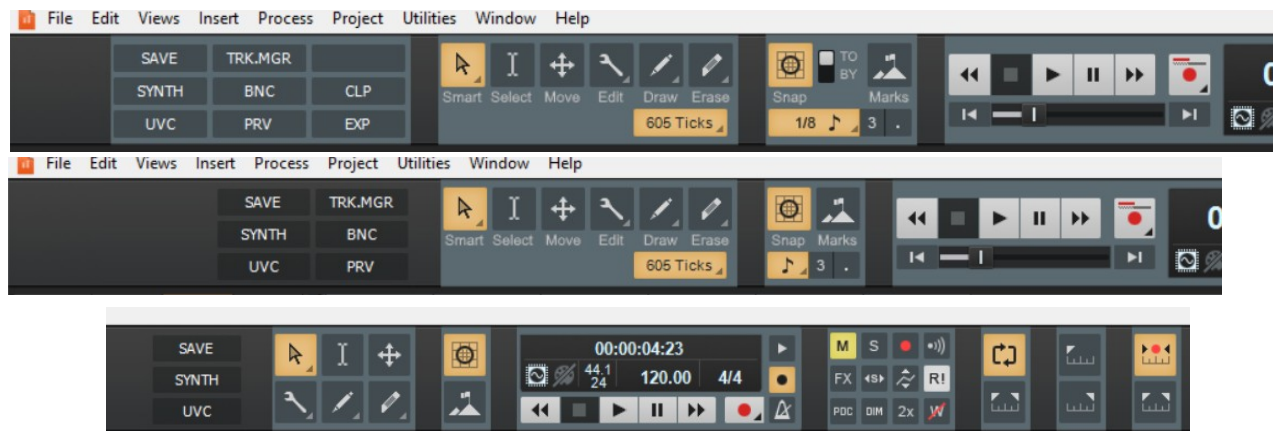 File Edit Views Insert Process Project Utilities Window Help
SAVE TRK.MGR
SYNTH BNC CLP
UVC PRV EXP
Smart Select Move Edit Draw Erase
605 Ticks
TO
BY
Snap Marks
1/8 3 .
0
File Edit Views Insert Process Project Utilities Window Help
SAVE TRK.MGR
SYNTH BNC
UVC PRV
Smart Select Move Edit Draw Erase
605 Ticks
Snap Marks
3 .
0
SAVE
SYNTH
UVC
00:00:04:23
44.1
24 120.00 4/4
M S
FX ◂S▸ R!
PDC DIM 2x W